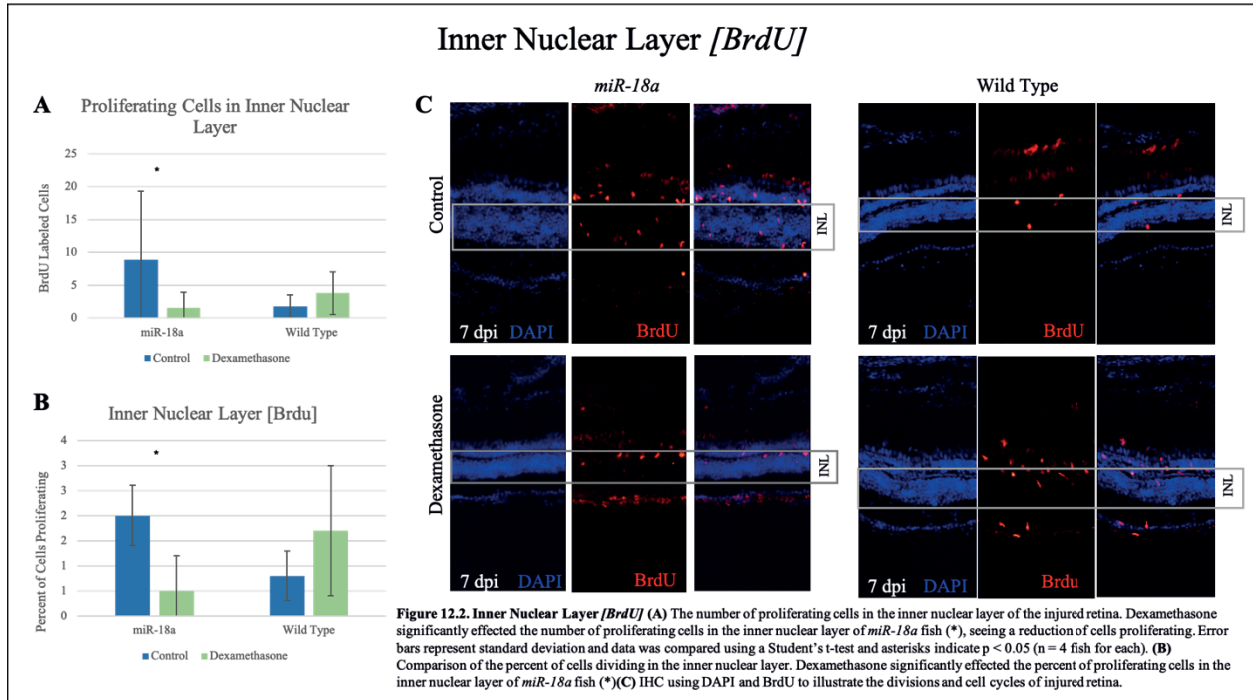 Inner Nuclear Layer [BrdU]
A
Proliferating Cells in Inner Nuclear
Layer
BrdU Labeled Cells
25
20
15
10
5
0
*
miR-18a
Wild Type
Control
Dexamethasone
B
Inner Nuclear Layer [Brdu]
Percent of Cells Proliferating
4
3
3
2
2
1
1
0
*
miR-18a
Wild Type
Control
Dexamethasone
C
miR-18a
Wild Type
Control
INL
INL
7 dpi
DAPI
BrdU
7 dpi
DAPI
BrdU
Dexamethasone
INL
INL
7 dpi
DAPI
BrdU
7 dpi
DAPI
Brdu
Figure 12.2. Inner Nuclear Layer [BrdU] (A) The number of proliferating cells in the inner nuclear layer of the injured retina. Dexamethasone
significantly effected the number of proliferating cells in the inner nuclear layer of miR-18a fish (*), seeing a reduction of cells proliferating. Error
bars represent standard deviation and data was compared using a Student's t-test and asterisks indicate p < 0.05 (n = 4 fish for each). (B)
Comparison of the percent of cells dividing in the inner nuclear layer. Dexamethasone significantly effected the percent of proliferating cells in the
inner nuclear layer of miR-18a fish (*)(C) IHC using DAPI and BrdU to illustrate the divisions and cell cycles of injured retina.